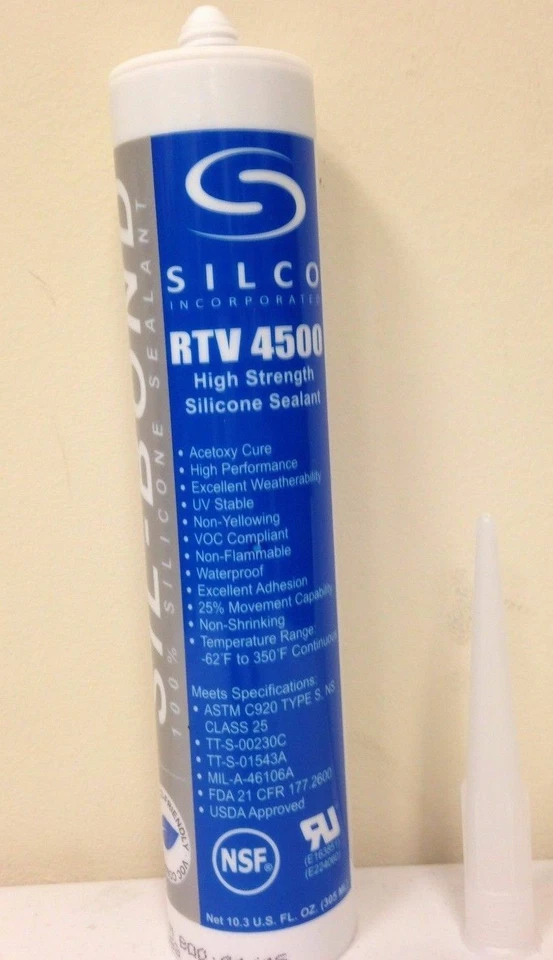 SILCO
INCORPORATED
RTV 4500
High Strength
Silicone Sealant
• Acetoxy Cure
• High Performance
• Excellent Weatherability
• UV Stable
• Non-Yellowing
• VOC Compliant
• Non-Flammable
• Waterproof
• Excellent Adhesion
• 25% Movement Capability
• Non-Shrinking
• Temperature Range:
-62°F to 350°F Continuous
Meets Specifications:
• ASTM C920 TYPE S, NS
CLASS 25
• TT-S-00230C
• TT-S-01543A
• MIL-A-46106A
• FDA 21 CFR 177.2600
• USDA Approved
NSF®
Net 10.3 U.S. FL. OZ. (305 ML)
SIL-BOND
100% SILICONE SEALANT
FRIENDLY VOC